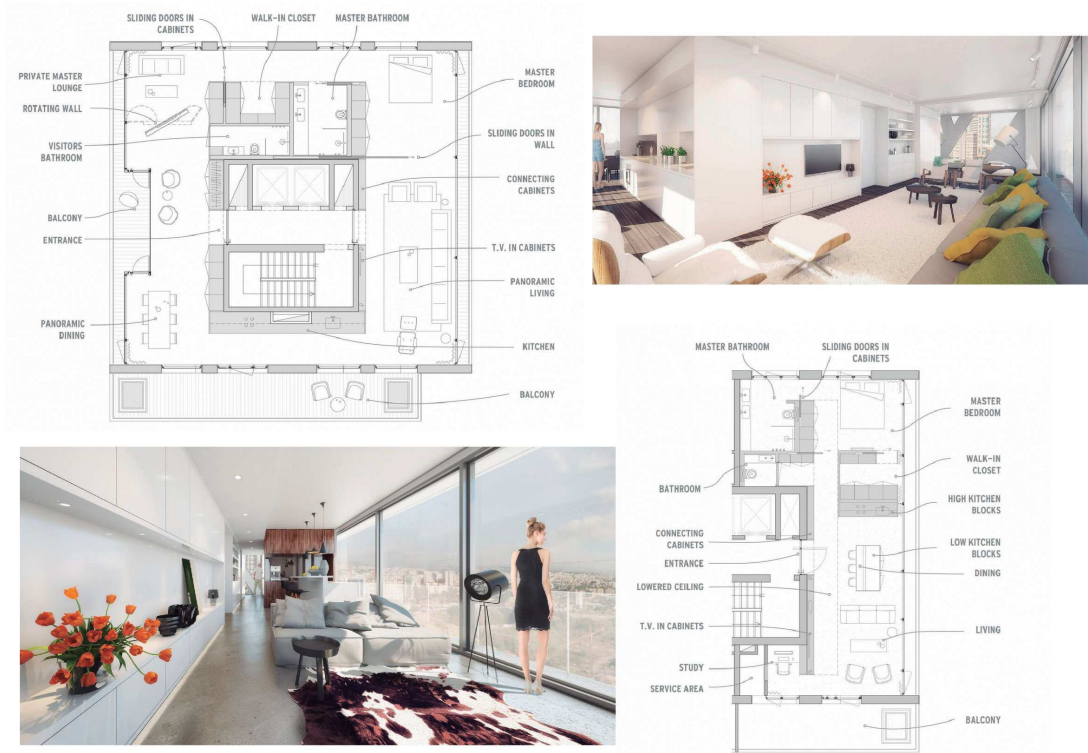 SLIDING DOORS IN
CABINETS
WALK-IN CLOSET
MASTER BATHROOM
PRIVATE MASTER
LOUNGE
ROTATING WALL
VISITORS
BATHROOM
BALCONY
ENTRANCE
PANORAMIC
DINING
MASTER
BEDROOM
SLIDING DOORS IN
WALL
CONNECTING
CABINETS
T.V. IN CABINETS
PANORAMIC
LIVING
KITCHEN
BALCONY
MASTER BATHROOM
SLIDING DOORS IN
CABINETS
BATHROOM
CONNECTING
CABINETS
ENTRANCE
LOWERED CEILING
T.V. IN CABINETS
STUDY
SERVICE AREA
MASTER
BEDROOM
WALK-IN
CLOSET
HIGH KITCHEN
BLOCKS
LOW KITCHEN
BLOCKS
DINING
LIVING
BALCONY